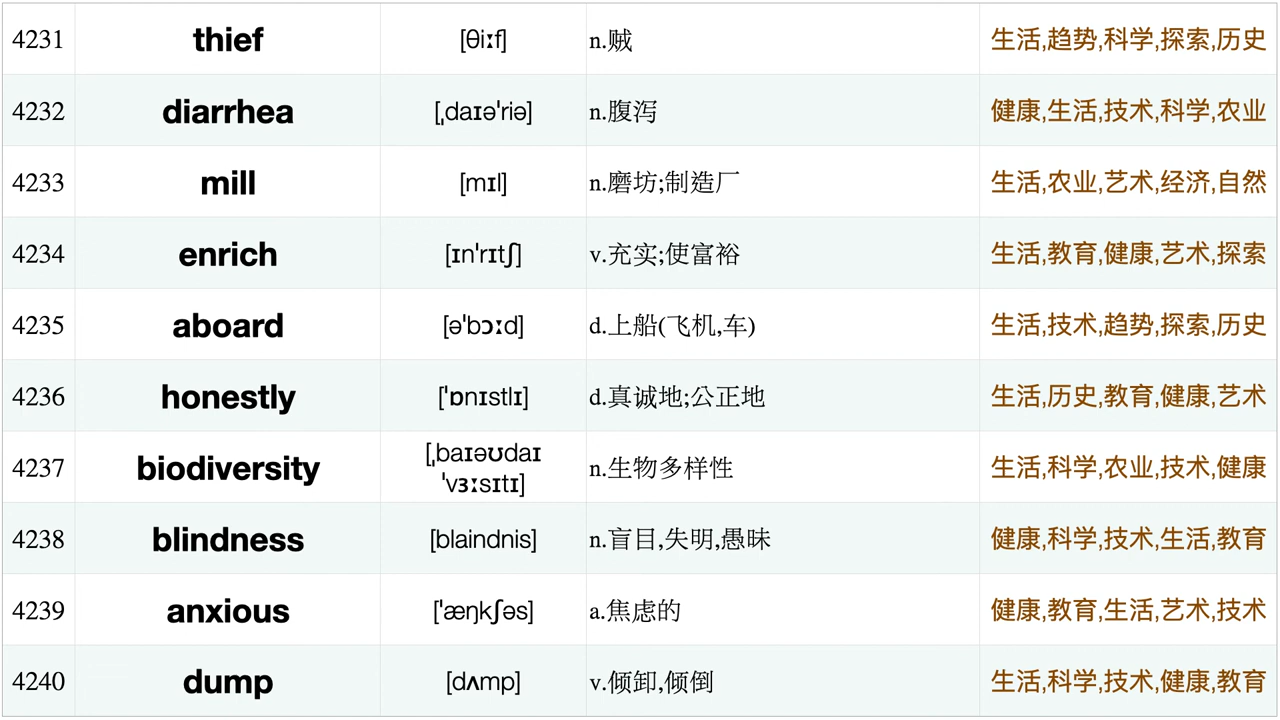 4231 thief [θiːf] n.贼 生活,趋势,科学,探索,历史
4232 diarrhea [ˌdaɪə'riə] n.腹泻 健康,生活,技术,科学,农业
4233 mill [mɪl] n.磨坊;制造厂 生活,农业,艺术,经济,自然
4234 enrich [ɪn'rɪtʃ] v.充实;使富裕 生活,教育,健康,艺术,探索
4235 aboard [ə'bɔːd] d.上船(飞机,车) 生活,技术,趋势,探索,历史
4236 honestly ['ɒnɪstlɪ] d.真诚地;公正地 生活,历史,教育,健康,艺术
4237 biodiversity [ˌbaɪəʊdaɪ
'vɜːsɪtɪ] n.生物多样性 生活,科学,农业,技术,健康
4238 blindness [blaindnis] n.盲目,失明,愚昧 健康,科学,技术,生活,教育
4239 anxious ['æŋkʃəs] a.焦虑的 健康,教育,生活,艺术,技术
4240 dump [dʌmp] v.倾卸,倾倒 生活,科学,技术,健康,教育